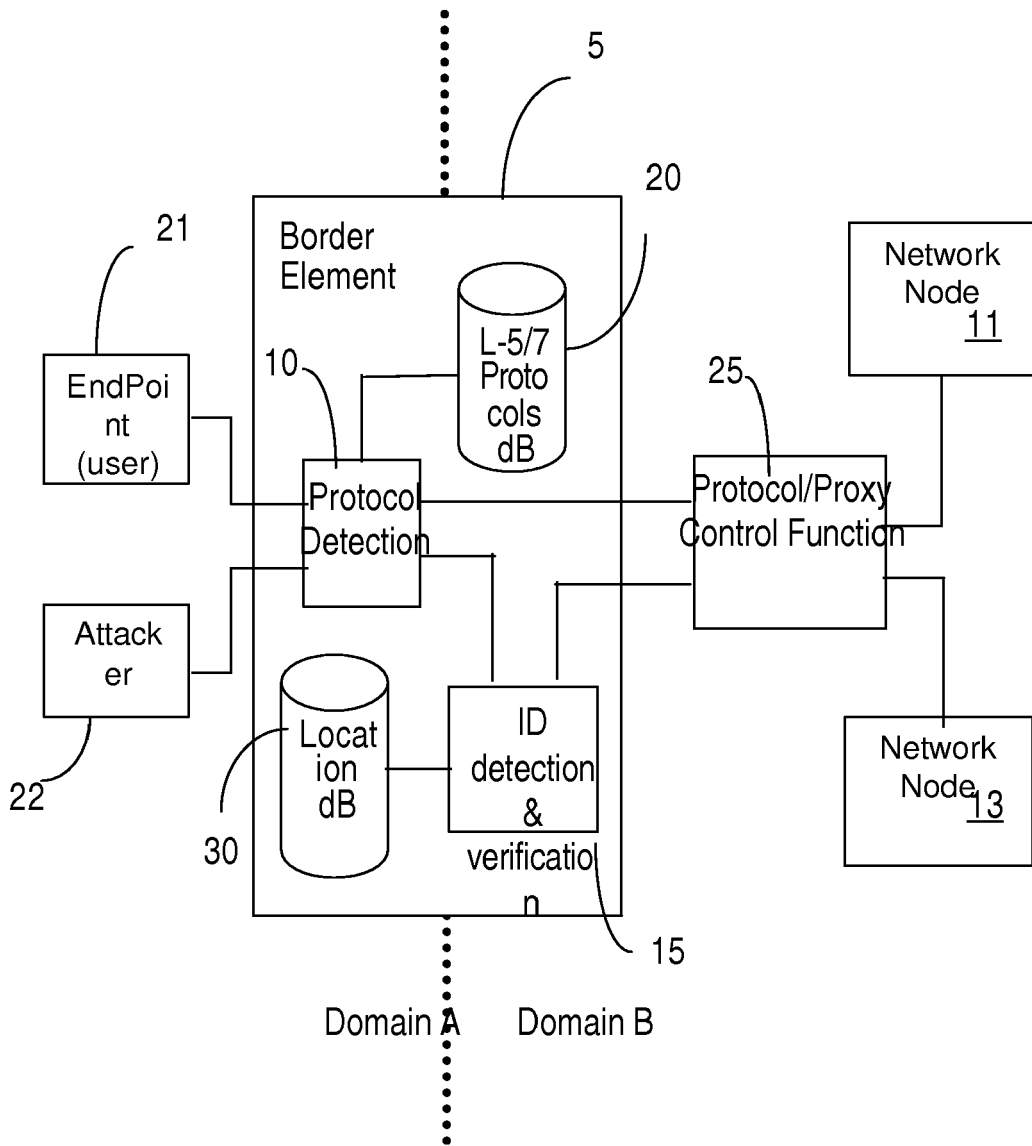 5
20
21
Border
Element
Network
Node
11
L-5/7
Proto
cols
dB
10
25
EndPoi
nt
(user)
Protocol
Detection
Protocol/Proxy
Control Function
Attack
er
22
Locat
ion
dB
30
ID
detection
&
verificatio
n
15
Network
Node
13
Domain A
Domain B